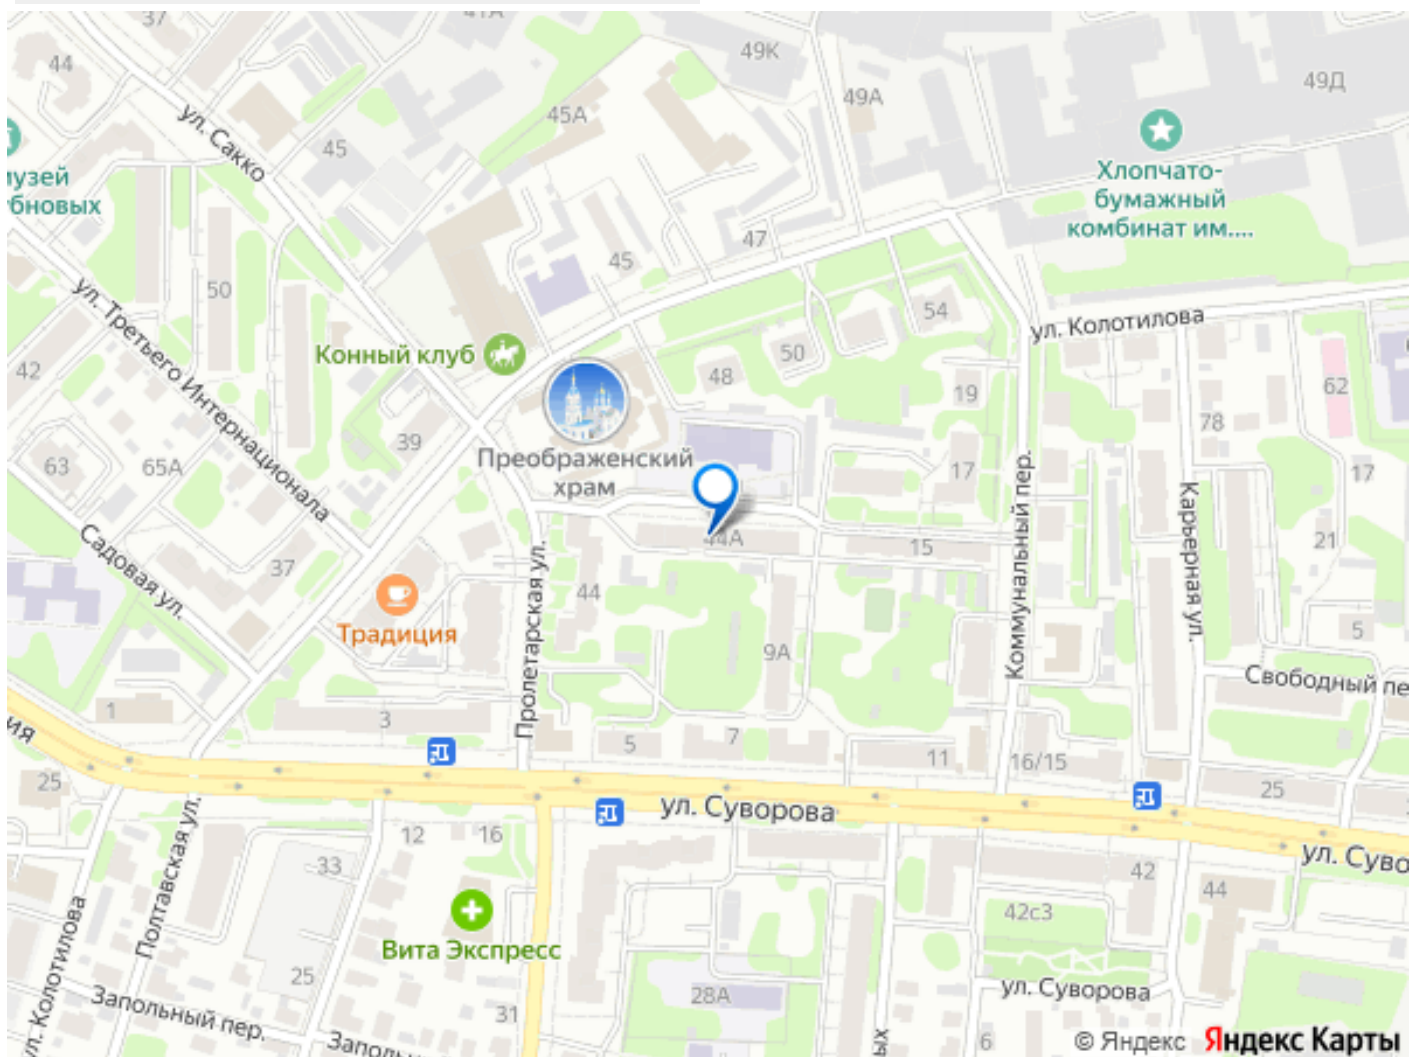 37
41А
44
49К
49Д
49А
45А
ул. Сакко
45
Хлопчато-
бумажный
комбинат им....
узей
бновых
47
45
50
54
ул. Колотилова
ул. Третьего Интернационала
Конный клуб
50
48
42
19
62
78
39
Преображенский
храм
63
65А
17
17
Коммунальный пер.
Карьерная ул.
44А
15
21
Садовая ул.
37
Пролетарская ул.
44
Традиция
9А
5
Свободный пе
1
3
5
7
11
16/15
ия
25
25
ул. Суворова
12
16
33
ул. Суво
42
44
Полтавская ул.
42с3
Вита Экспресс
ул. Колотилова
25
28А
ул. Суворова
Запольный пер.
31
Заполь
ых
6
© Яндекс Яндекс Карты